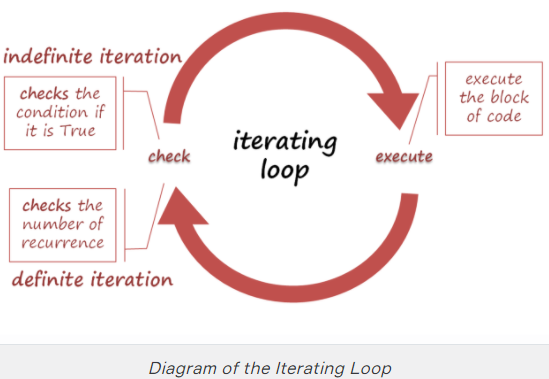 indefinite iteration
checks the
condition if
it is True
check
checks the
number of
recurrence
definite iteration
iterating
loop
execute
execute
the block
of code
Diagram of the Iterating Loop